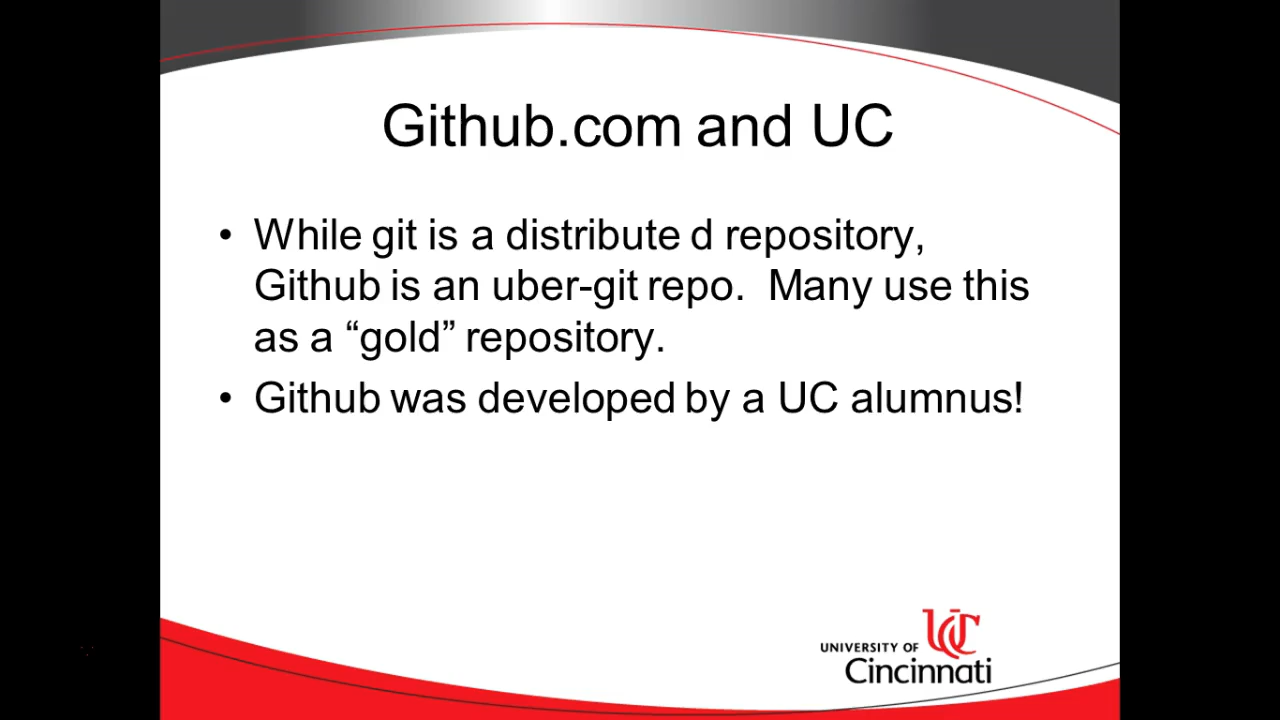 Github.com and UC
• While git is a distribute d repository,
Github is an uber-git repo.  Many use this
as a “gold” repository.
• Github was developed by a UC alumnus!
UC
UNIVERSITY OF
Cincinnati